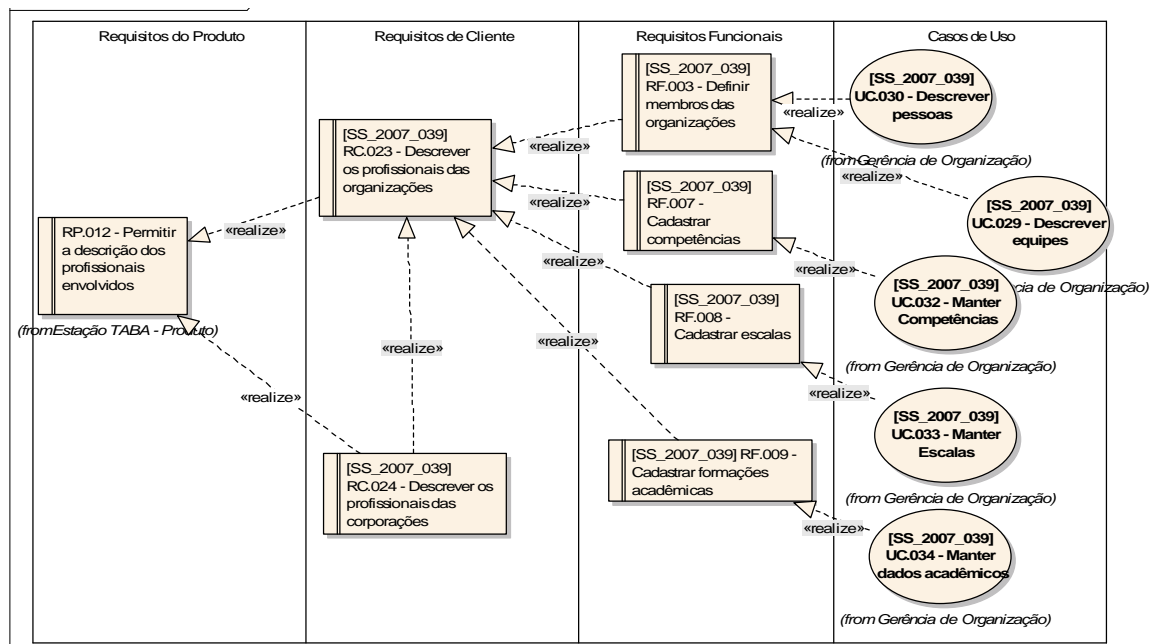 Requisitos do Produto
Requisitos de Cliente
Requisitos Funcionais
Casos de Uso
RP.012 - Permitir
a descrição dos
profissionais
envolvidos
(from Estação TABA - Produto)
«realize»
«realize»
[SS_2007_039]
RC.023 - Descrever
os profissionais das
organizações
«realize»
[SS_2007_039]
RC.024 - Descrever os
profissionais das
corporações
«realize»
«realize»
«realize»
«realize»
[SS_2007_039]
RF.003 - Definir
membros das
organizações
[SS_2007_039]
RF.007 -
Cadastrar
competências
[SS_2007_039]
RF.008 -
Cadastrar escalas
[SS_2007_039] RF.009 -
Cadastrar formações
acadêmicas
«realize»
«realize»
«realize»
«realize»
«realize»
[SS_2007_039]
UC.030 - Descrever
pessoas
(from Gerência de Organização)
[SS_2007_039]
UC.029 - Descrever
equipes
ncia de Organização)
[SS_2007_039]
UC.032 - Manter
Competências
(from Gerência de Organização)
[SS_2007_039]
UC.033 - Manter
Escalas
(from Gerência de Organização)
[SS_2007_039]
UC.034 - Manter
dados acadêmicos
(from Gerência de Organização)